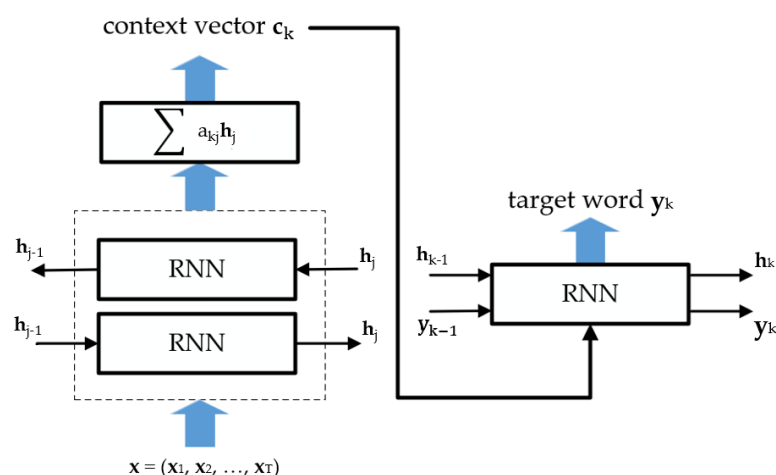 context vector cₖ
∑ aₖⱼhⱼ
hⱼ₋₁
RNN
hⱼ
hⱼ₋₁
RNN
hⱼ
x = (x₁, x₂, …, x_T)
target word yₖ
hₖ₋₁
hₖ
RNN
yₖ₋₁
yₖ